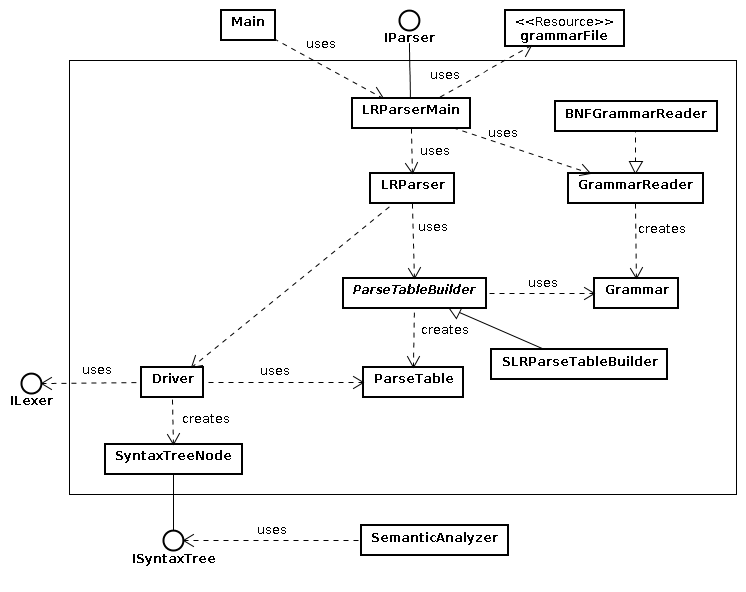 Main
uses
IParser
<<Resource>>
grammarFile
uses
LRParserMain
BNFGrammarReader
uses
uses
LRParser
GrammarReader
uses
creates
ParseTableBuilder
uses
Grammar
creates
SLRParseTableBuilder
ILexer
uses
Driver
uses
ParseTable
creates
SyntaxTreeNode
ISyntaxTree
uses
SemanticAnalyzer